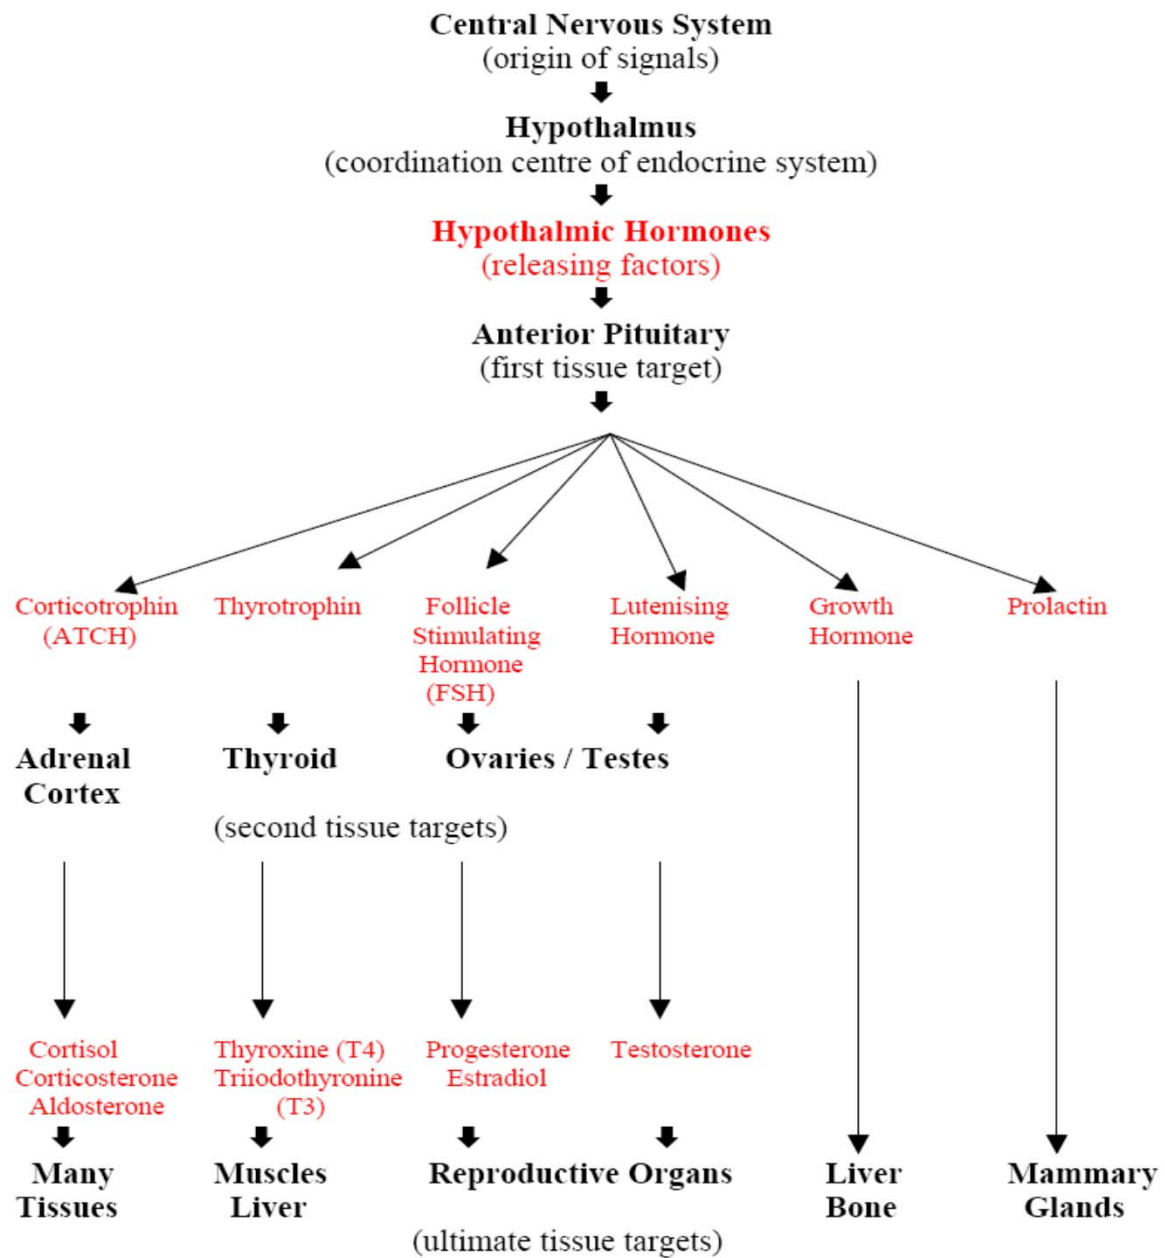 Central Nervous System
(origin of signals)
Hypothalmus
(coordination centre of endocrine system)
Hypothalmic Hormones
(releasing factors)
Anterior Pituitary
(first tissue target)
Corticotrophin
(ATCH)
Thyrotrophin
Follicle
Stimulating
Hormone
(FSH)
Lutenising
Hormone
Growth
Hormone
Prolactin
Adrenal
Cortex
Thyroid
Ovaries / Testes
(second tissue targets)
Cortisol
Corticosterone
Aldosterone
Thyroxine (T4)
Triiodothyronine
(T3)
Progesterone
Estradiol
Testosterone
Many
Tissues
Muscles
Liver
Reproductive Organs
Liver
Bone
Mammary
Glands
(ultimate tissue targets)